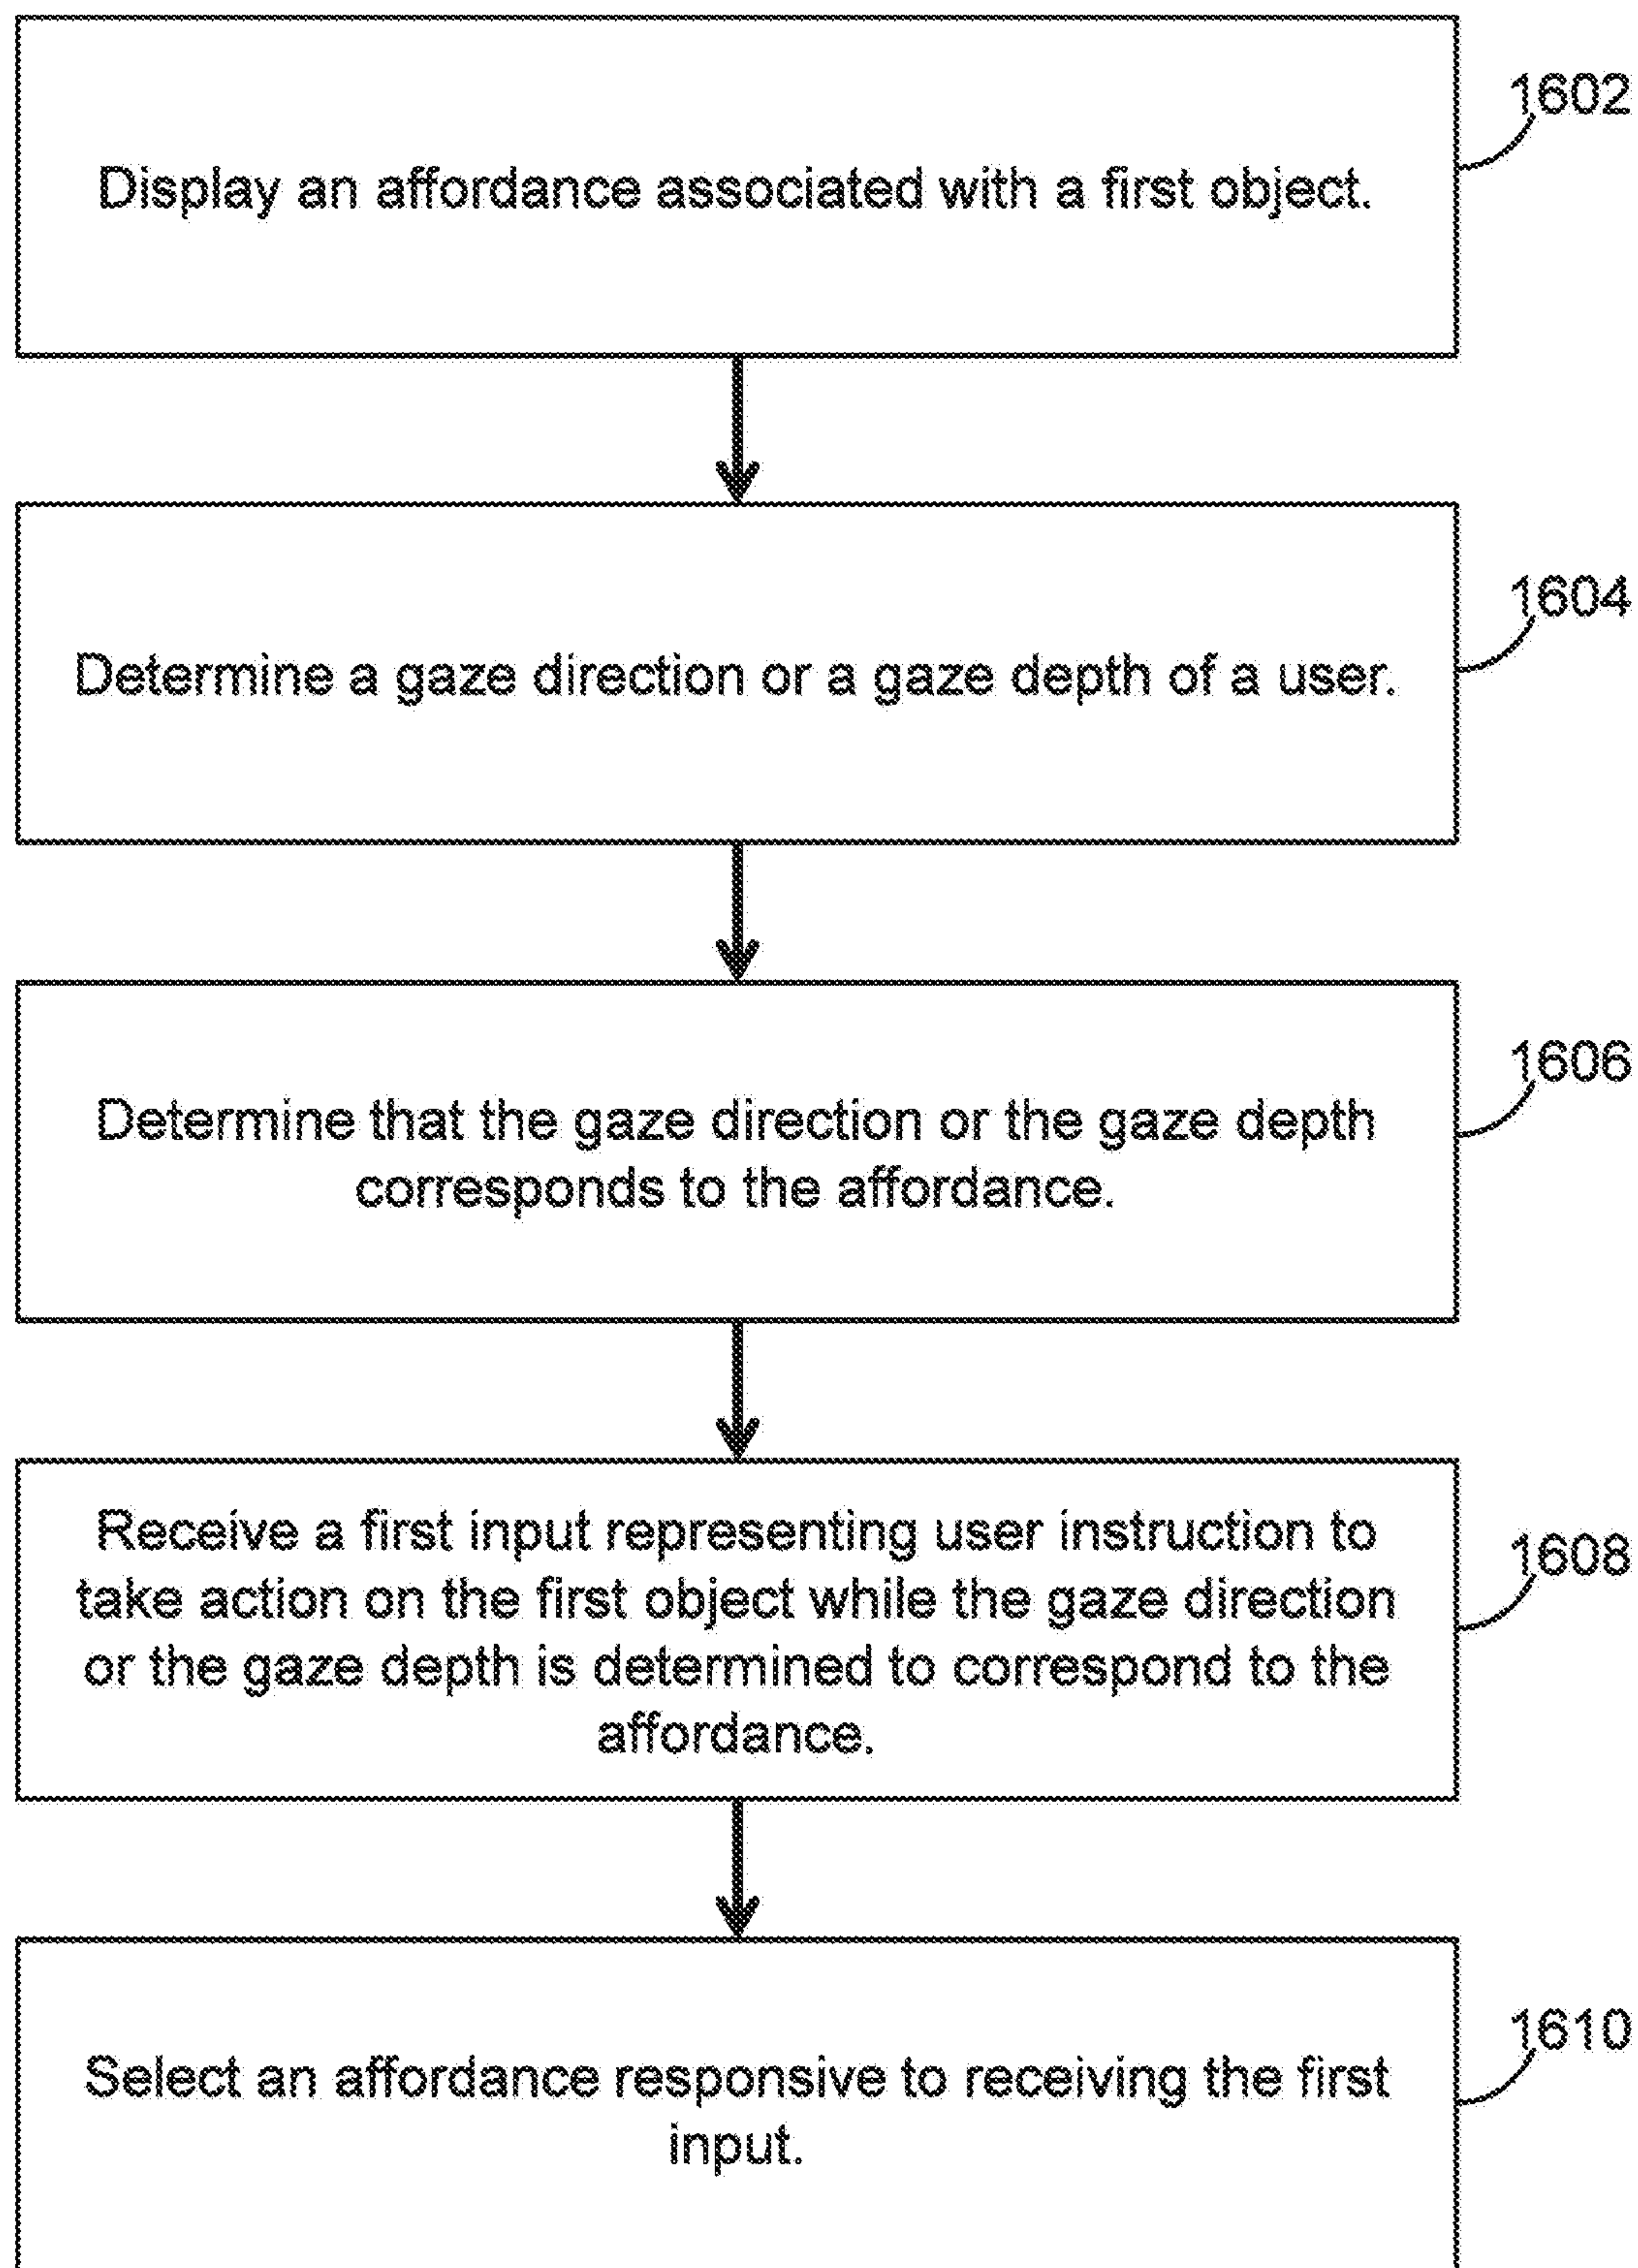 1602
Display an affordance associated with a first object.
1604
Determine a gaze direction or a gaze depth of a user.
1606
Determine that the gaze direction or the gaze depth
corresponds to the affordance.
1608
Receive a first input representing user instruction to
take action on the first object while the gaze direction
or the gaze depth is determined to correspond to the
affordance.
1610
Select an affordance responsive to receiving the first
input.